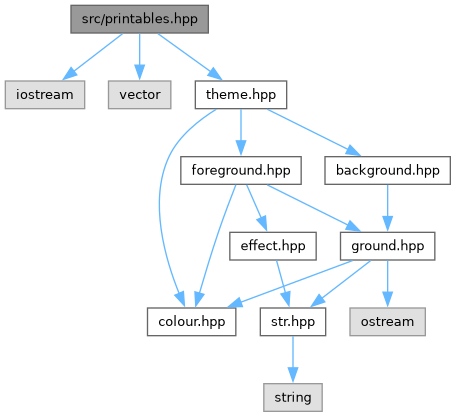 src/printables.hpp
iostream
vector
theme.hpp
foreground.hpp
background.hpp
effect.hpp
ground.hpp
colour.hpp
str.hpp
ostream
string